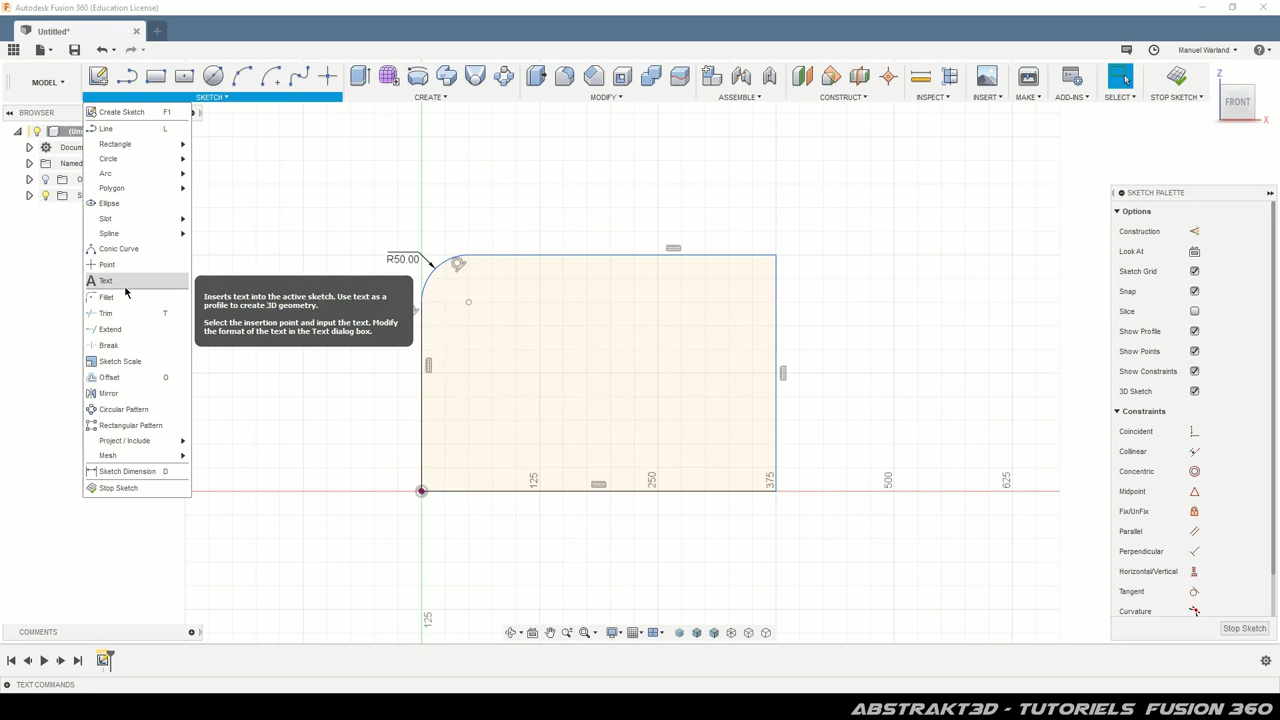 Autodesk Fusion 360 (Education License)
Untitled*
Manuel Warland
MODEL
SKETCH
CREATE
MODIFY
ASSEMBLE
CONSTRUCT
INSPECT
INSERT
MAKE
ADD-INS
SELECT
STOP SKETCH
BROWSER
Create Sketch F1
Line L
Rectangle
Circle
Arc
Polygon
Ellipse
Slot
Spline
Conic Curve
Point
Text
Fillet
Trim T
Extend
Break
Sketch Scale
Offset O
Mirror
Circular Pattern
Rectangular Pattern
Project / Include
Mesh
Sketch Dimension D
Stop Sketch
Inserts text into the active sketch. Use text as a
profile to create 3D geometry.
Select the insertion point and input the text. Modify
the format of the text in the Text dialog box.
R50.00
125
250
375
500
625
125
Z
FRONT
X
SKETCH PALETTE
Options
Construction
Look At
Sketch Grid
Snap
Slice
Show Profile
Show Points
Show Constraints
3D Sketch
Constraints
Coincident
Collinear
Concentric
Midpoint
Fix/UnFix
Parallel
Perpendicular
Horizontal/Vertical
Tangent
Curvature
Stop Sketch
COMMENTS
TEXT COMMANDS
ABSTRAKT3D - TUTORIELS FUSION 360